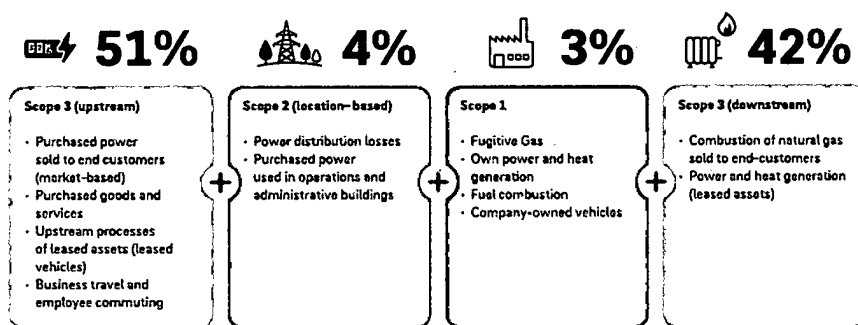 51%
4%
3%
42%
Scope 3 (upstream)
· Purchased power
sold to end customers
(market-based)
· Purchased goods and
services
· Upstream processes
of leased assets (leased
vehicles)
· Business travel and
employee commuting
+
Scope 2 (location-based)
· Power distribution losses
· Purchased power
used in operations and
administrative buildings
+
Scope 1
· Fugitive Gas
· Own power and heat
generation
· Fuel combustion
· Company-owned vehicles
+
Scope 3 (downstream)
· Combustion of natural gas
sold to end-customers
· Power and heat generation
(leased assets)